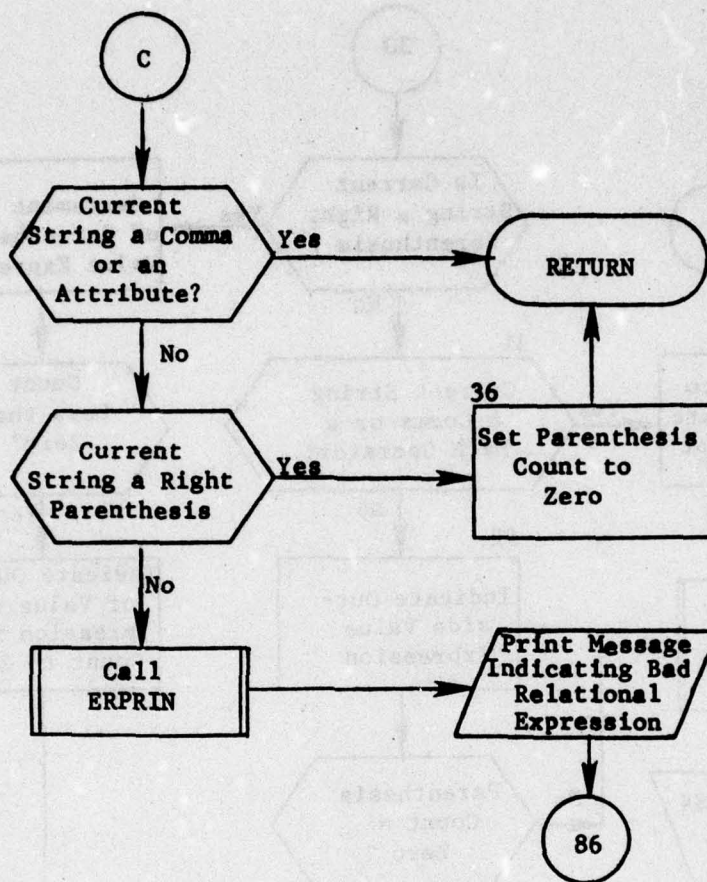 C
Current
String a Comma
or an
Attribute?
Yes
RETURN
No
36
Current
String a Right
Parenthesis
Yes
Set Parenthesis
Count to
Zero
No
Call
ERPRIN
Print Message
Indicating Bad
Relational
Expression
86